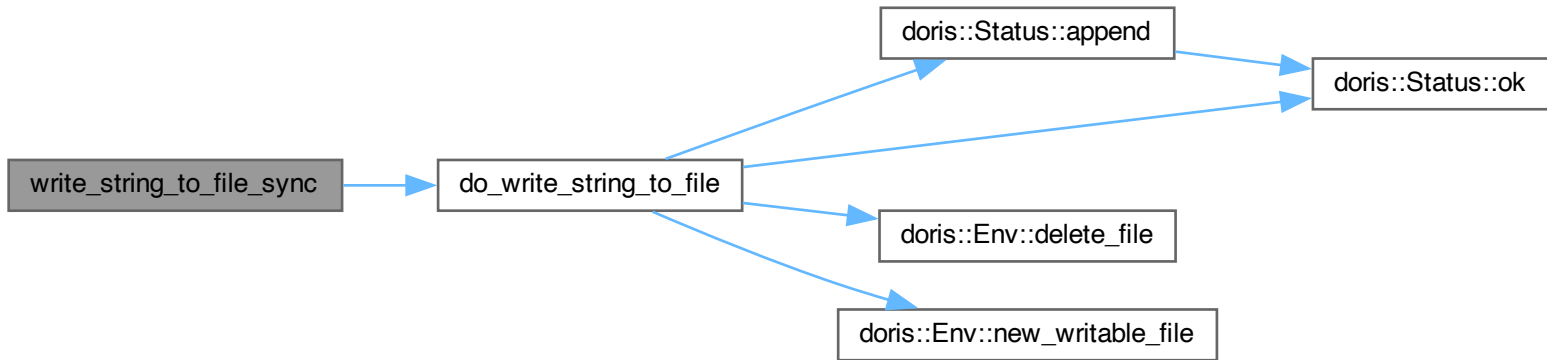 write_string_to_file_sync
do_write_string_to_file
doris::Status::append
doris::Status::ok
doris::Env::delete_file
doris::Env::new_writable_file